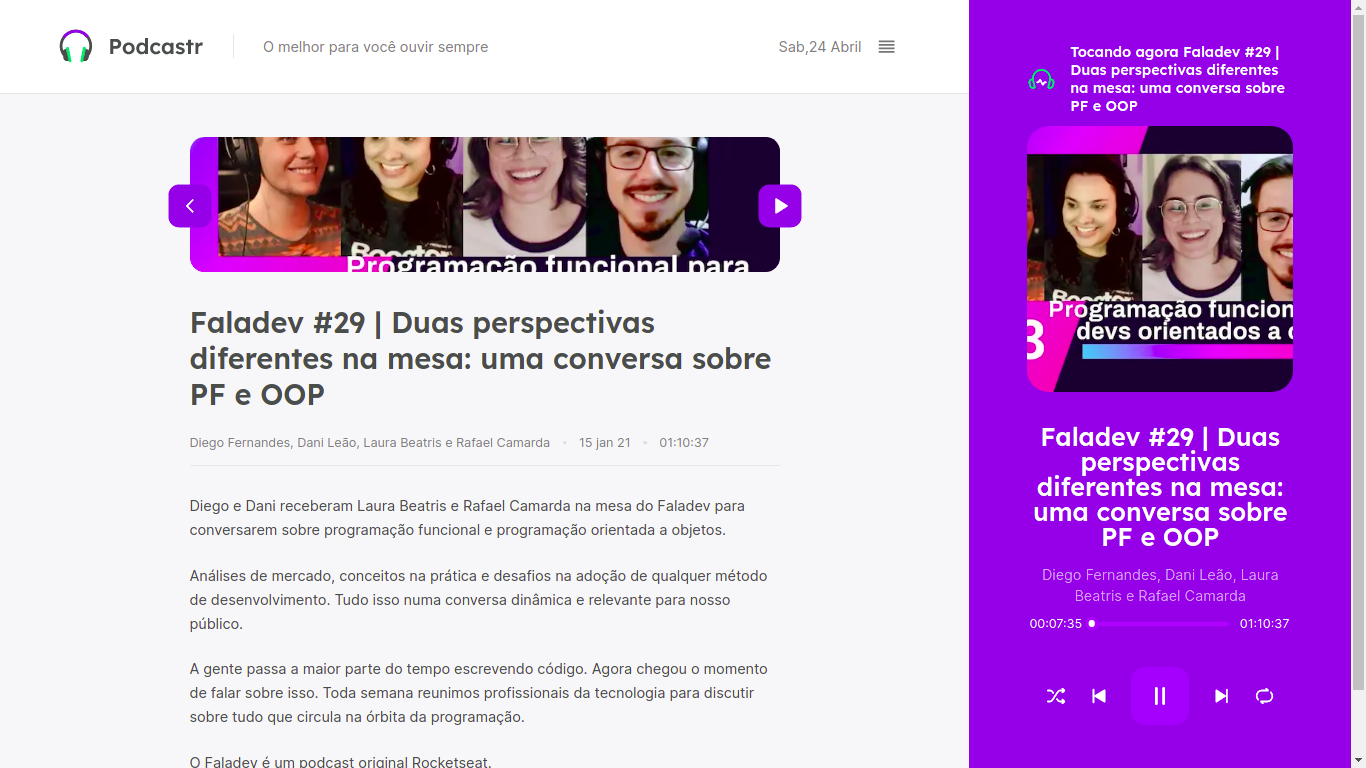 Podcastr
O melhor para você ouvir sempre
Sab,24 Abril
Programação funcional para
Faladev #29 | Duas perspectivas
diferentes na mesa: uma conversa sobre
PF e OOP
Diego Fernandes, Dani Leão, Laura Beatris e Rafael Camarda • 15 jan 21 • 01:10:37
Diego e Dani receberam Laura Beatris e Rafael Camarda na mesa do Faladev para
conversarem sobre programação funcional e programação orientada a objetos.
Análises de mercado, conceitos na prática e desafios na adoção de qualquer método
de desenvolvimento. Tudo isso numa conversa dinâmica e relevante para nosso
público.
A gente passa a maior parte do tempo escrevendo código. Agora chegou o momento
de falar sobre isso. Toda semana reunimos profissionais da tecnologia para discutir
sobre tudo que circula na órbita da programação.
O Faladev é um podcast original Rocketseat.
Tocando agora Faladev #29 |
Duas perspectivas diferentes
na mesa: uma conversa sobre
PF e OOP
Programação funcion
3 devs orientados a
Faladev #29 | Duas
perspectivas
diferentes na mesa:
uma conversa sobre
PF e OOP
Diego Fernandes, Dani Leão, Laura
Beatris e Rafael Camarda
00:07:35 01:10:37